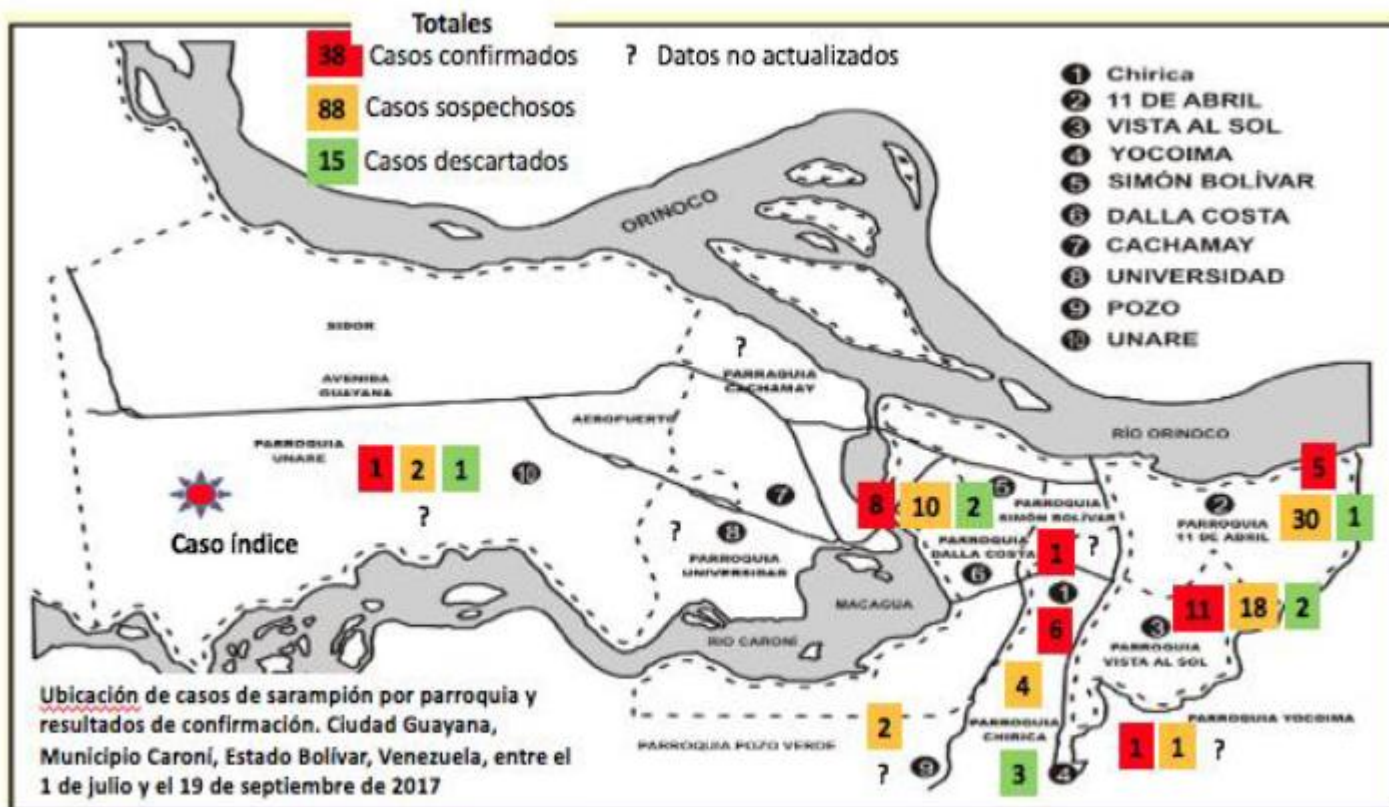 Totales
38 Casos confirmados ? Datos no actualizados
88 Casos sospechosos
15 Casos descartados
1 Chirica
2 11 DE ABRIL
3 VISTA AL SOL
4 YOCOIMA
5 SIMÓN BOLÍVAR
6 DALLA COSTA
7 CACHAMAY
8 UNIVERSIDAD
9 POZO
10 UNARE
ORINOCO
SIDOR
?
PARRAQUIA
CACHAMAY
AVENIDA
GUAYANA
AEROPUERTO
RÍO ORINOCO
PARROQUIA
UNARE
1 2 1
10
?
Caso índice
7
?
8
PARROQUIA
UNIVERSIDAD
8 10 2
5
PARROQUIA
SIMÓN BOLÍVAR
PARROQUIA
DALLA COSTA
6
1
?
1
6
4
PARROQUIA
CHIRICA
3
4
5
2
PARROQUIA
11 DE ABRIL
30 1
11 18 2
3
PARROQUIA
VISTA AL SOL
MACAGUA
RIO CARONÍ
2
PARROQUIA POZO VERDE
?
9
PARROQUIA YOCOIMA
1 1 ?
Ubicación de casos de sarampión por parroquia y
resultados de confirmación. Ciudad Guayana,
Municipio Caroní, Estado Bolívar, Venezuela, entre el
1 de julio y el 19 de septiembre de 2017